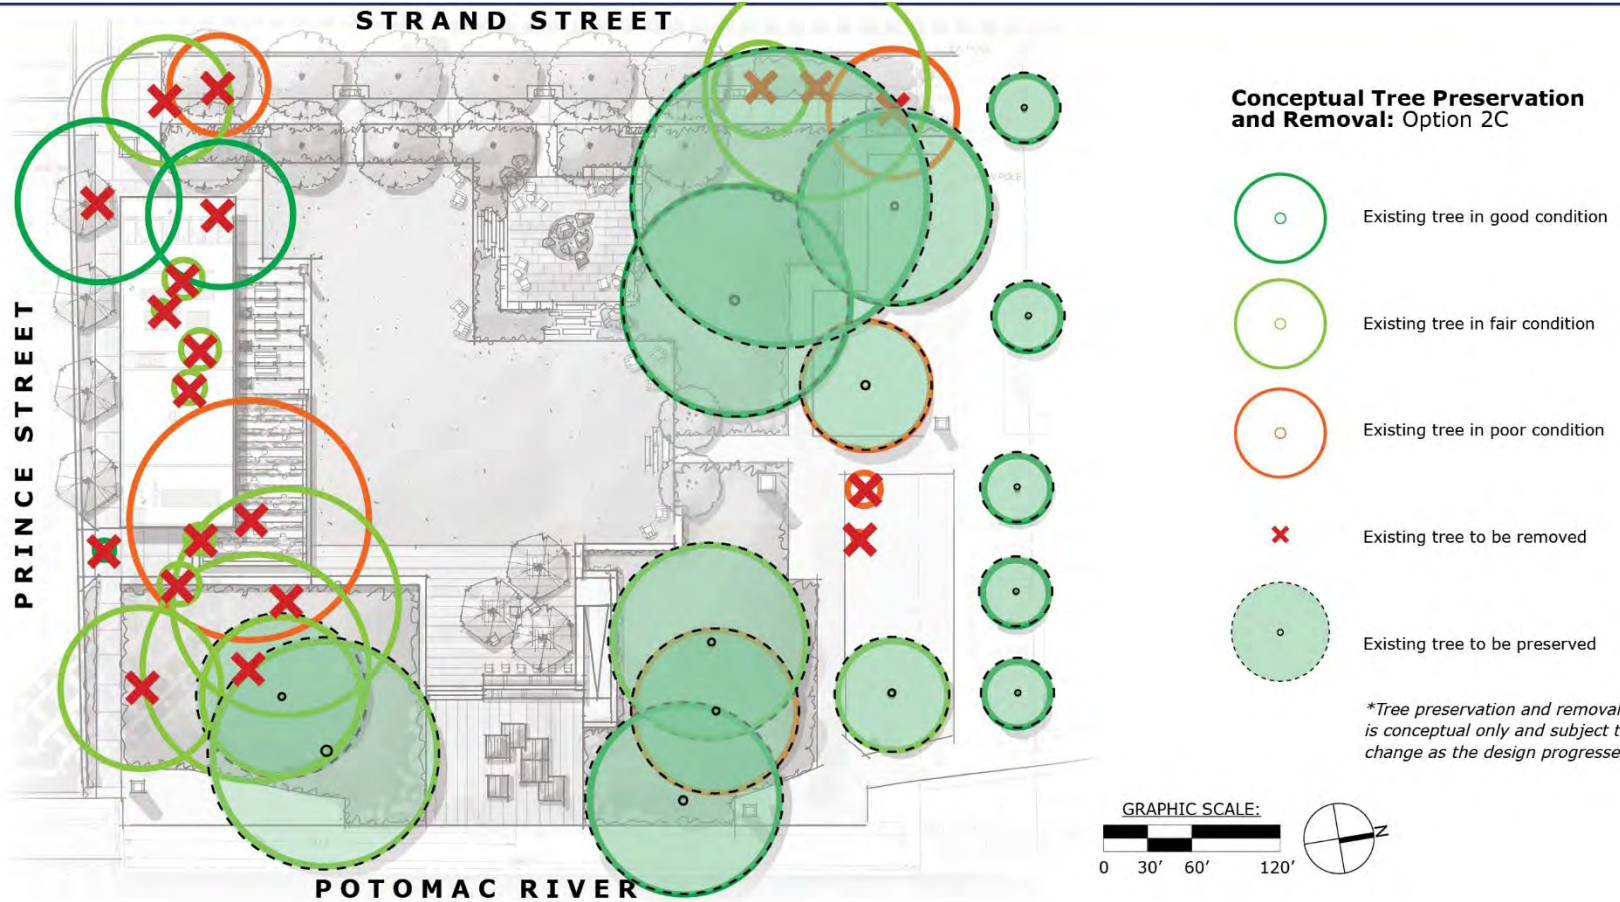 STRAND STREET
PRINCE STREET
POTOMAC RIVER
Conceptual Tree Preservation
and Removal: Option 2C
Existing tree in good condition
Existing tree in fair condition
Existing tree in poor condition
Existing tree to be removed
Existing tree to be preserved
*Tree preservation and removal
is conceptual only and subject t
change as the design progresse
GRAPHIC SCALE:
0 30' 60' 120'
N